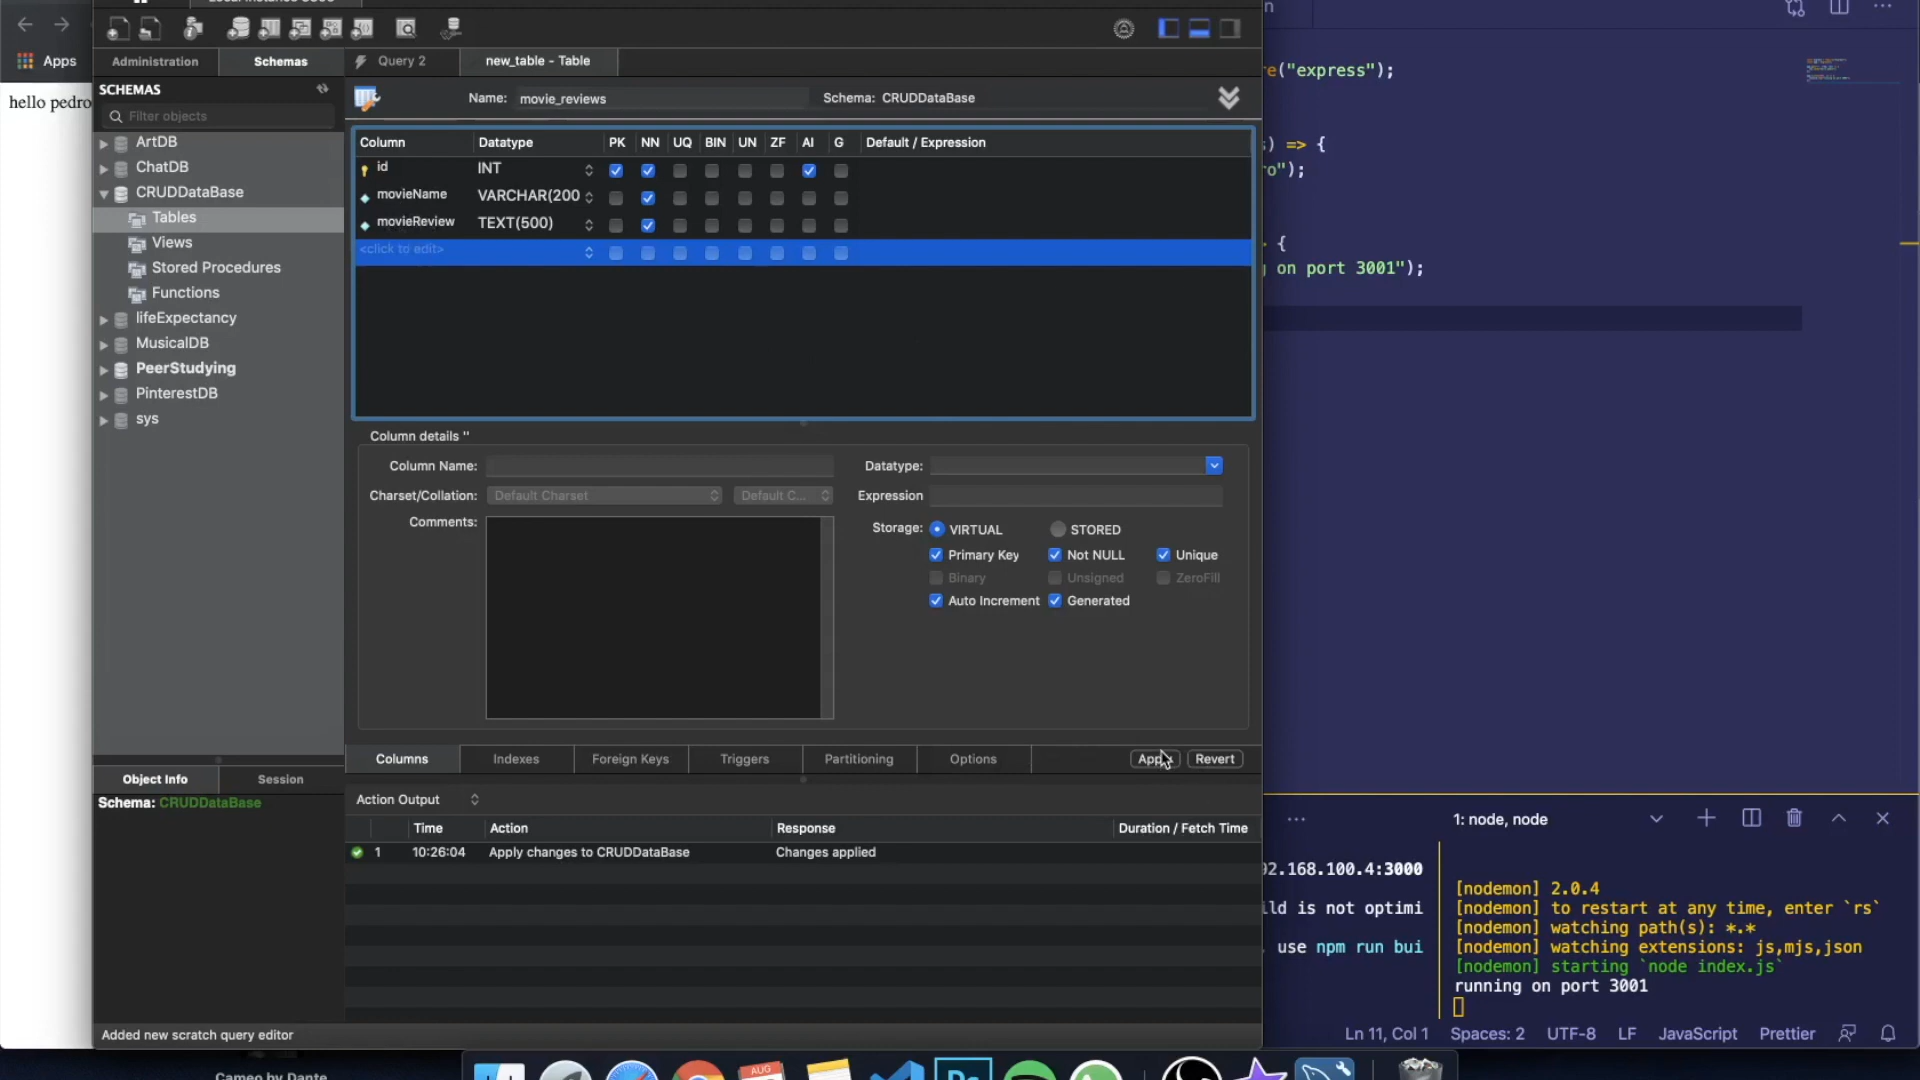 Apps
hello pedro
Administration
Schemas
SCHEMAS
Filter objects
ArtDB
ChatDB
CRUDDataBase
Tables
Views
Stored Procedures
Functions
lifeExpectancy
MusicalDB
PeerStudying
PinterestDB
sys
Object Info
Session
Schema: CRUDDataBase
Added new scratch query editor
Query 2
new_table - Table
Name: movie_reviews
Schema: CRUDDataBase
Column Datatype PK NN UQ BIN UN ZF AI G Default / Expression
id INT
movieName VARCHAR(200
movieReview TEXT(500)
<click to edit>
Column details ''
Column Name:
Datatype:
Charset/Collation: Default Charset Default C...
Expression
Comments:
Storage: VIRTUAL STORED
Primary Key Not NULL Unique
Binary Unsigned ZeroFill
Auto Increment Generated
Columns Indexes Foreign Keys Triggers Partitioning Options
Revert
Action Output
Time Action Response Duration / Fetch Time
1 10:26:04 Apply changes to CRUDDataBase Changes applied
e("express");
) => {
o");
{
on port 3001");
1: node, node
92.168.100.4:3000
ild is not optimi
use npm run bui
[nodemon] 2.0.4
[nodemon] to restart at any time, enter `rs`
[nodemon] watching path(s): *.*
[nodemon] watching extensions: js,mjs,json
[nodemon] starting `node index.js`
running on port 3001
Ln 11, Col 1 Spaces: 2 UTF-8 LF JavaScript Prettier
Cameo by Dante
AUG